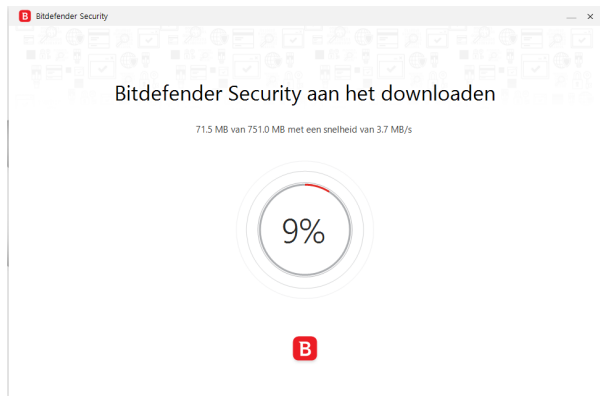 B Bitdefender Security
Bitdefender Security aan het downloaden
71.5 MB van 751.0 MB met een snelheid van 3.7 MB/s
9%
B